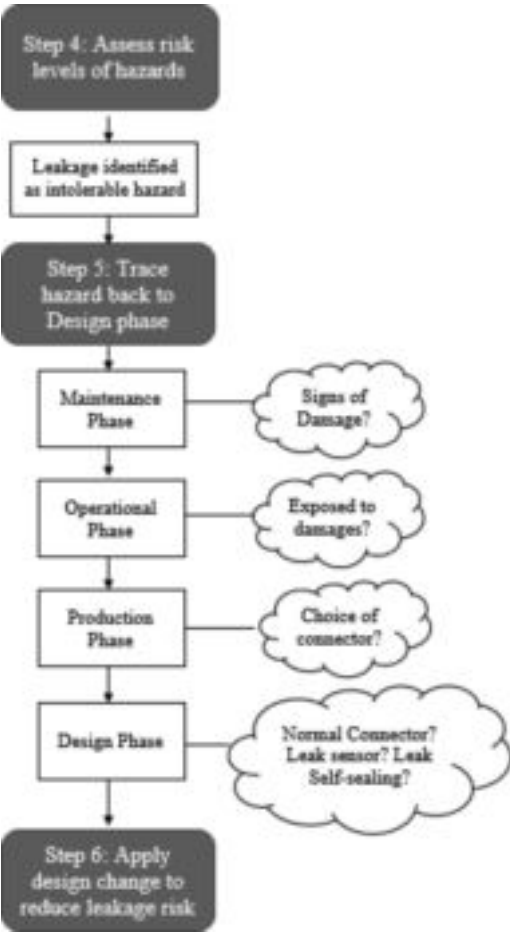 Step 4: Assess risk
levels of hazards
Leakage identified
as intolerable hazard
Step 5: Trace
hazard back to
Design phase
Maintenance
Phase
Signs of
Damage?
Operational
Phase
Exposed to
damages?
Production
Phase
Choice of
connector?
Design Phase
Normal Connector?
Leak sensor? Leak
Self-sealing?
Step 6: Apply
design change to
reduce leakage risk